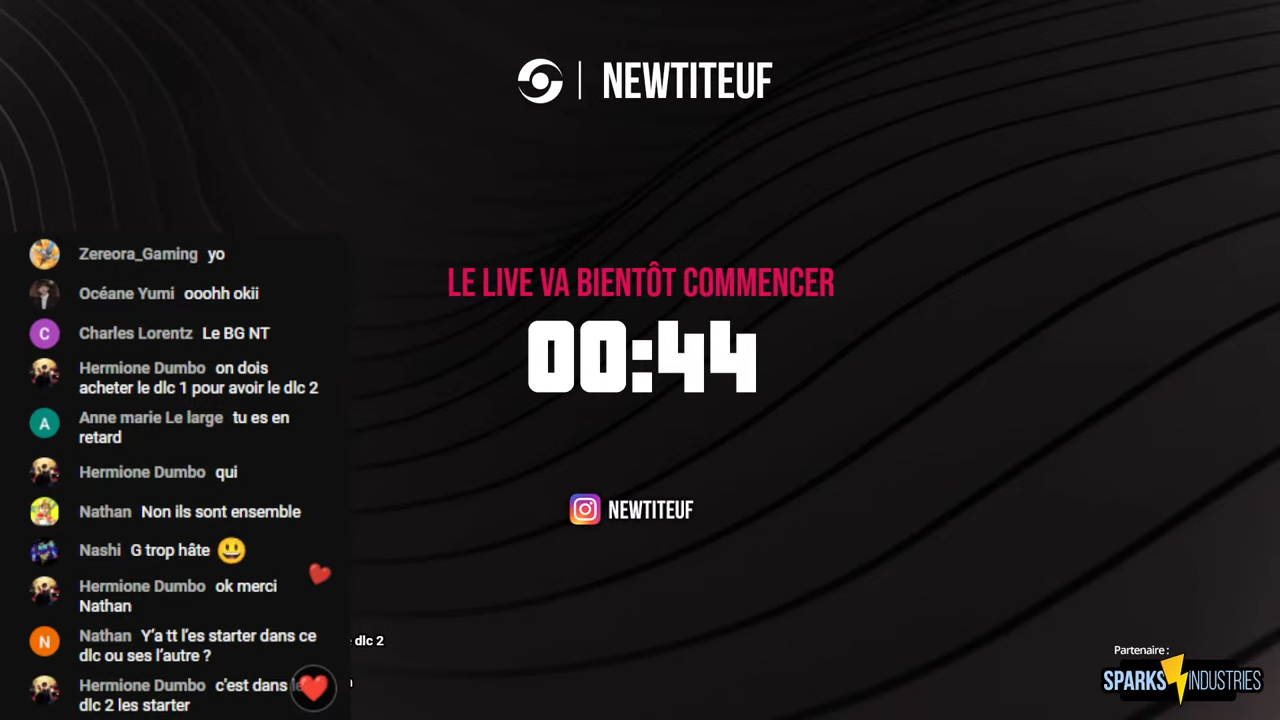 NEWTITEUF
LE LIVE VA BIENTÔT COMMENCER
00:44
NEWTITEUF
Zereora_Gaming yo
Océane Yumi ooohh okii
C Charles Lorentz Le BG NT
Hermione Dumbo on dois
acheter le dlc 1 pour avoir le dlc 2
A Anne marie Le large tu es en
retard
Hermione Dumbo qui
Nathan Non ils sont ensemble
Nashi G trop hâte 😃
Hermione Dumbo ok merci
Nathan
N Nathan Y'a tt l'es starter dans ce
dlc ou ses l'autre ?
Hermione Dumbo c'est dans
dlc 2 les starter
dlc 2
Partenaire :
SPARKS INDUSTRIES